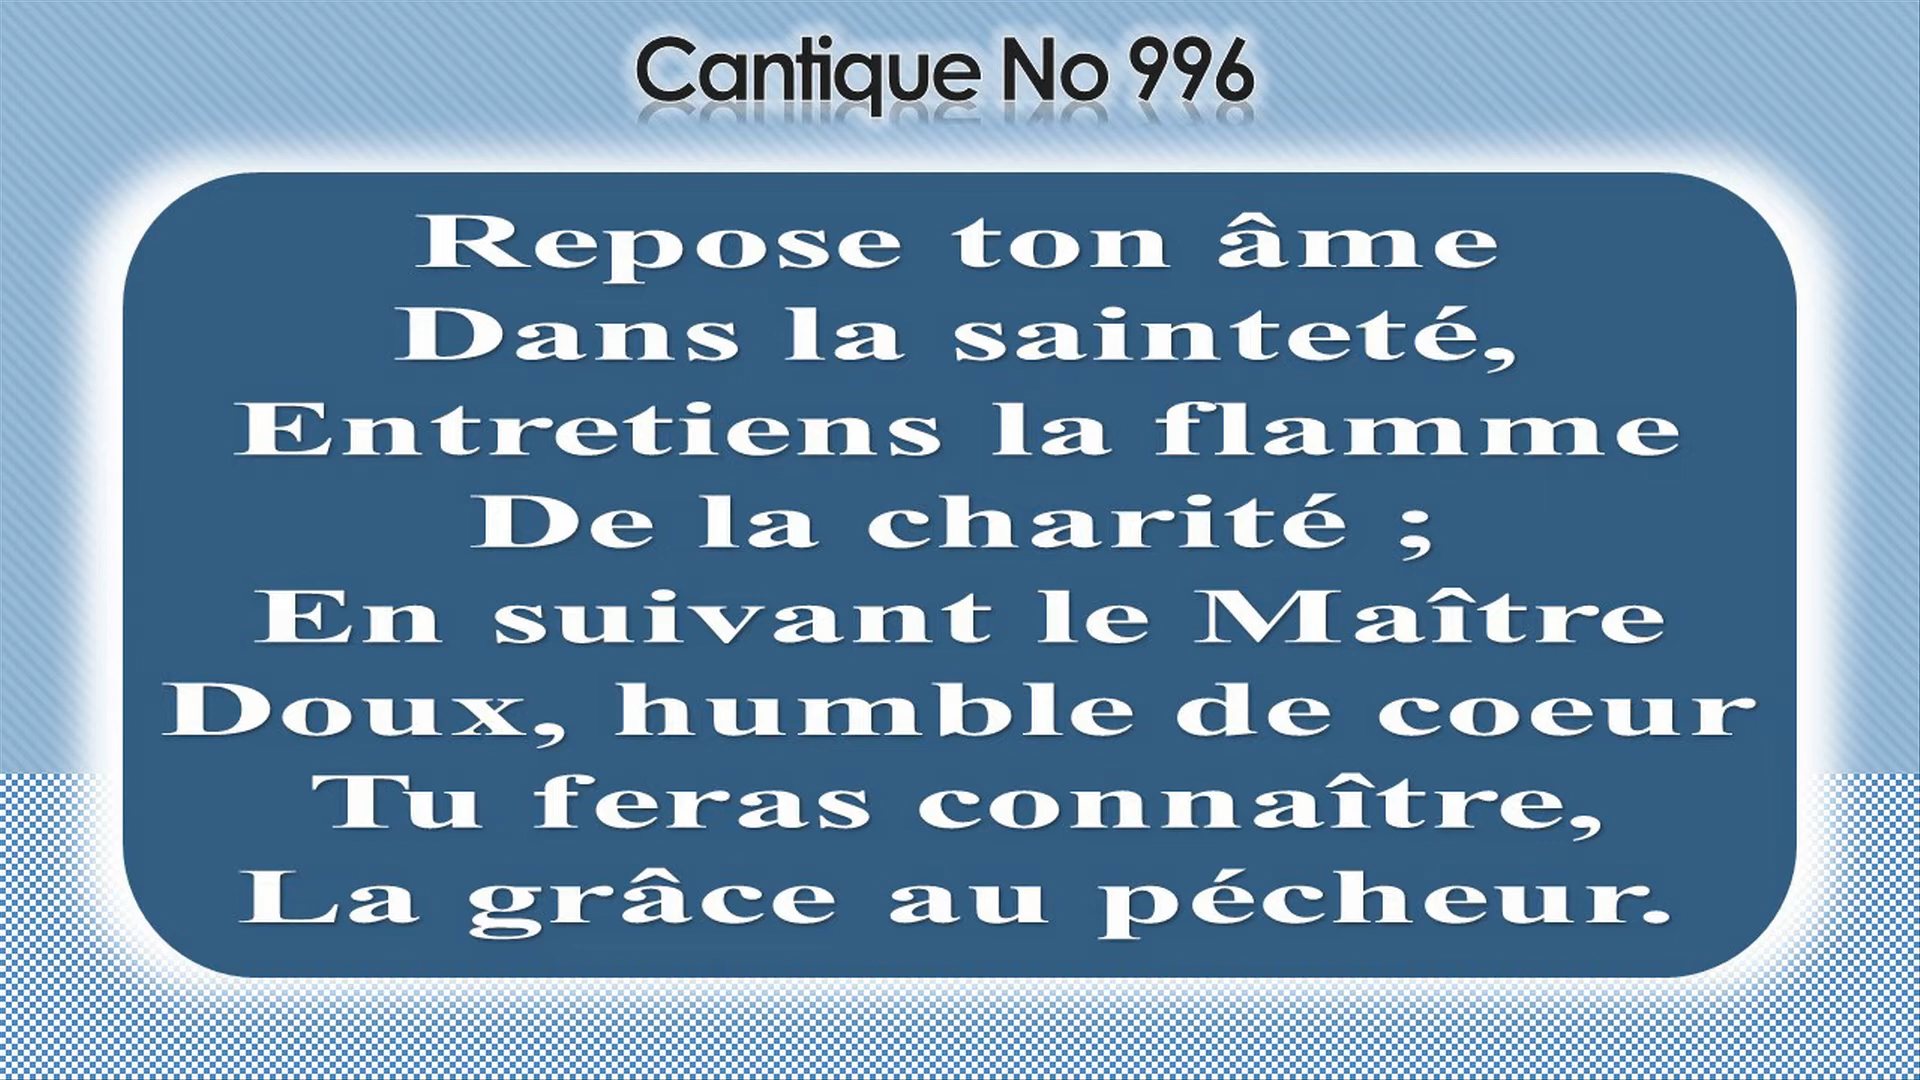 Cantique No 996
Repose ton âme
Dans la sainteté,
Entretiens la flamme
De la charité ;
En suivant le Maître
Doux, humble de coeur
Tu feras connaître,
La grâce au pécheur.